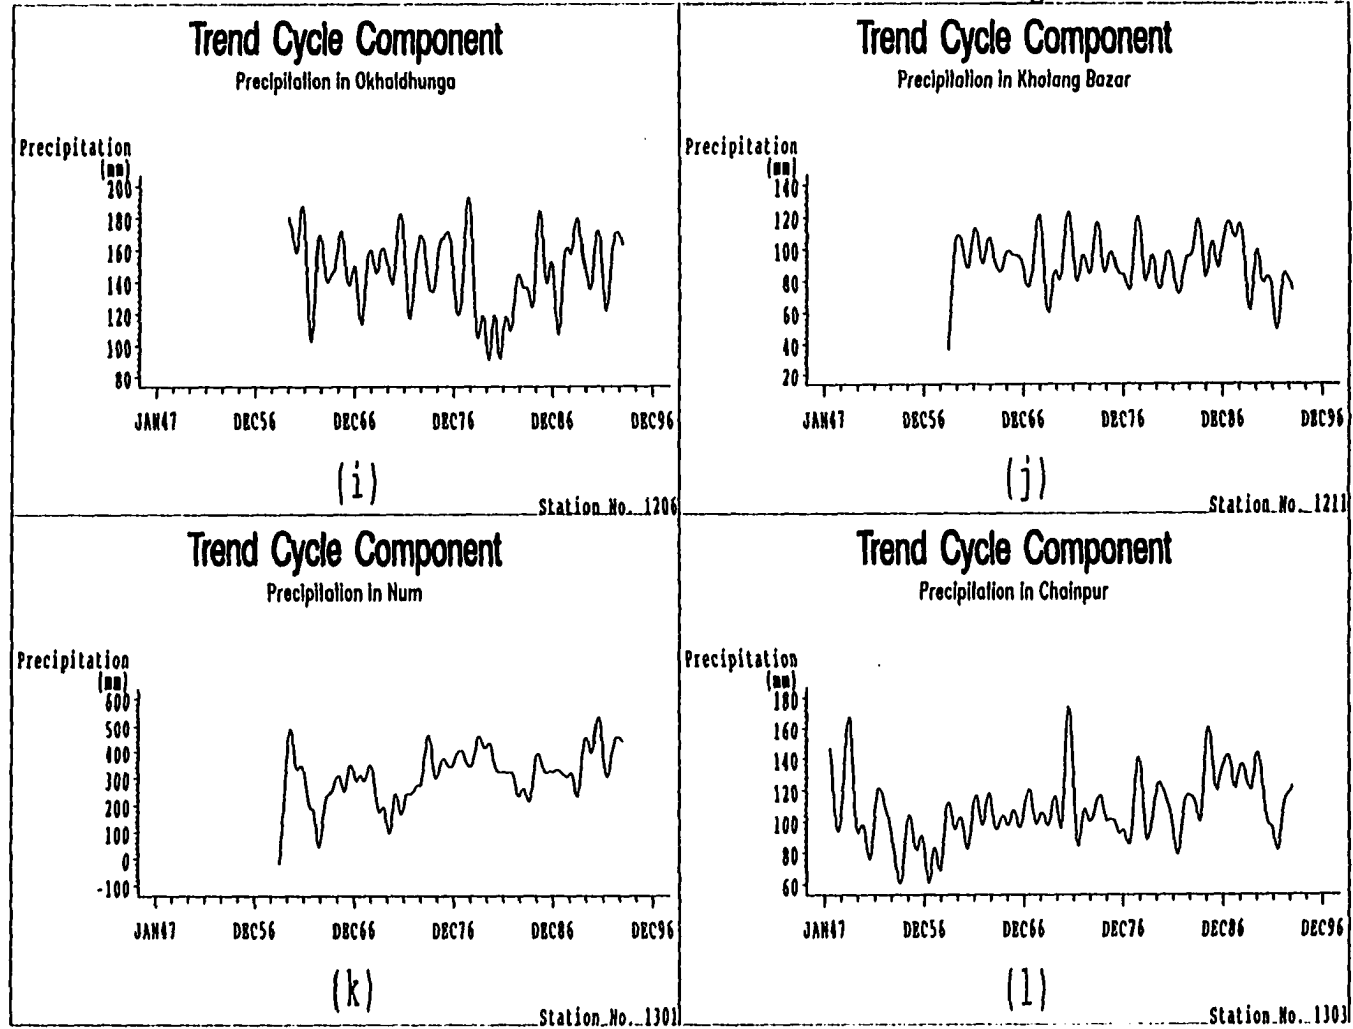 Trend Cycle Component
Precipitation in Okhaldhunga
Precipitation
(mm)
200
180
160
140
120
100
80
JAN47 DEC56 DEC66 DEC76 DEC86 DEC96
(i)
Station No. 1206
Trend Cycle Component
Precipitation in Khotang Bazar
Precipitation
(mm)
140
120
100
80
60
40
20
JAN47 DEC56 DEC66 DEC76 DEC86 DEC96
(j)
Station No. 1211
Trend Cycle Component
Precipitation in Num
Precipitation
(mm)
600
500
400
300
200
100
0
-100
JAN47 DEC56 DEC66 DEC76 DEC86 DEC96
(k)
Station No. 1301
Trend Cycle Component
Precipitation in Chainpur
Precipitation
(mm)
180
160
140
120
100
80
60
JAN47 DEC56 DEC66 DEC76 DEC86 DEC96
(l)
Station No. 1303